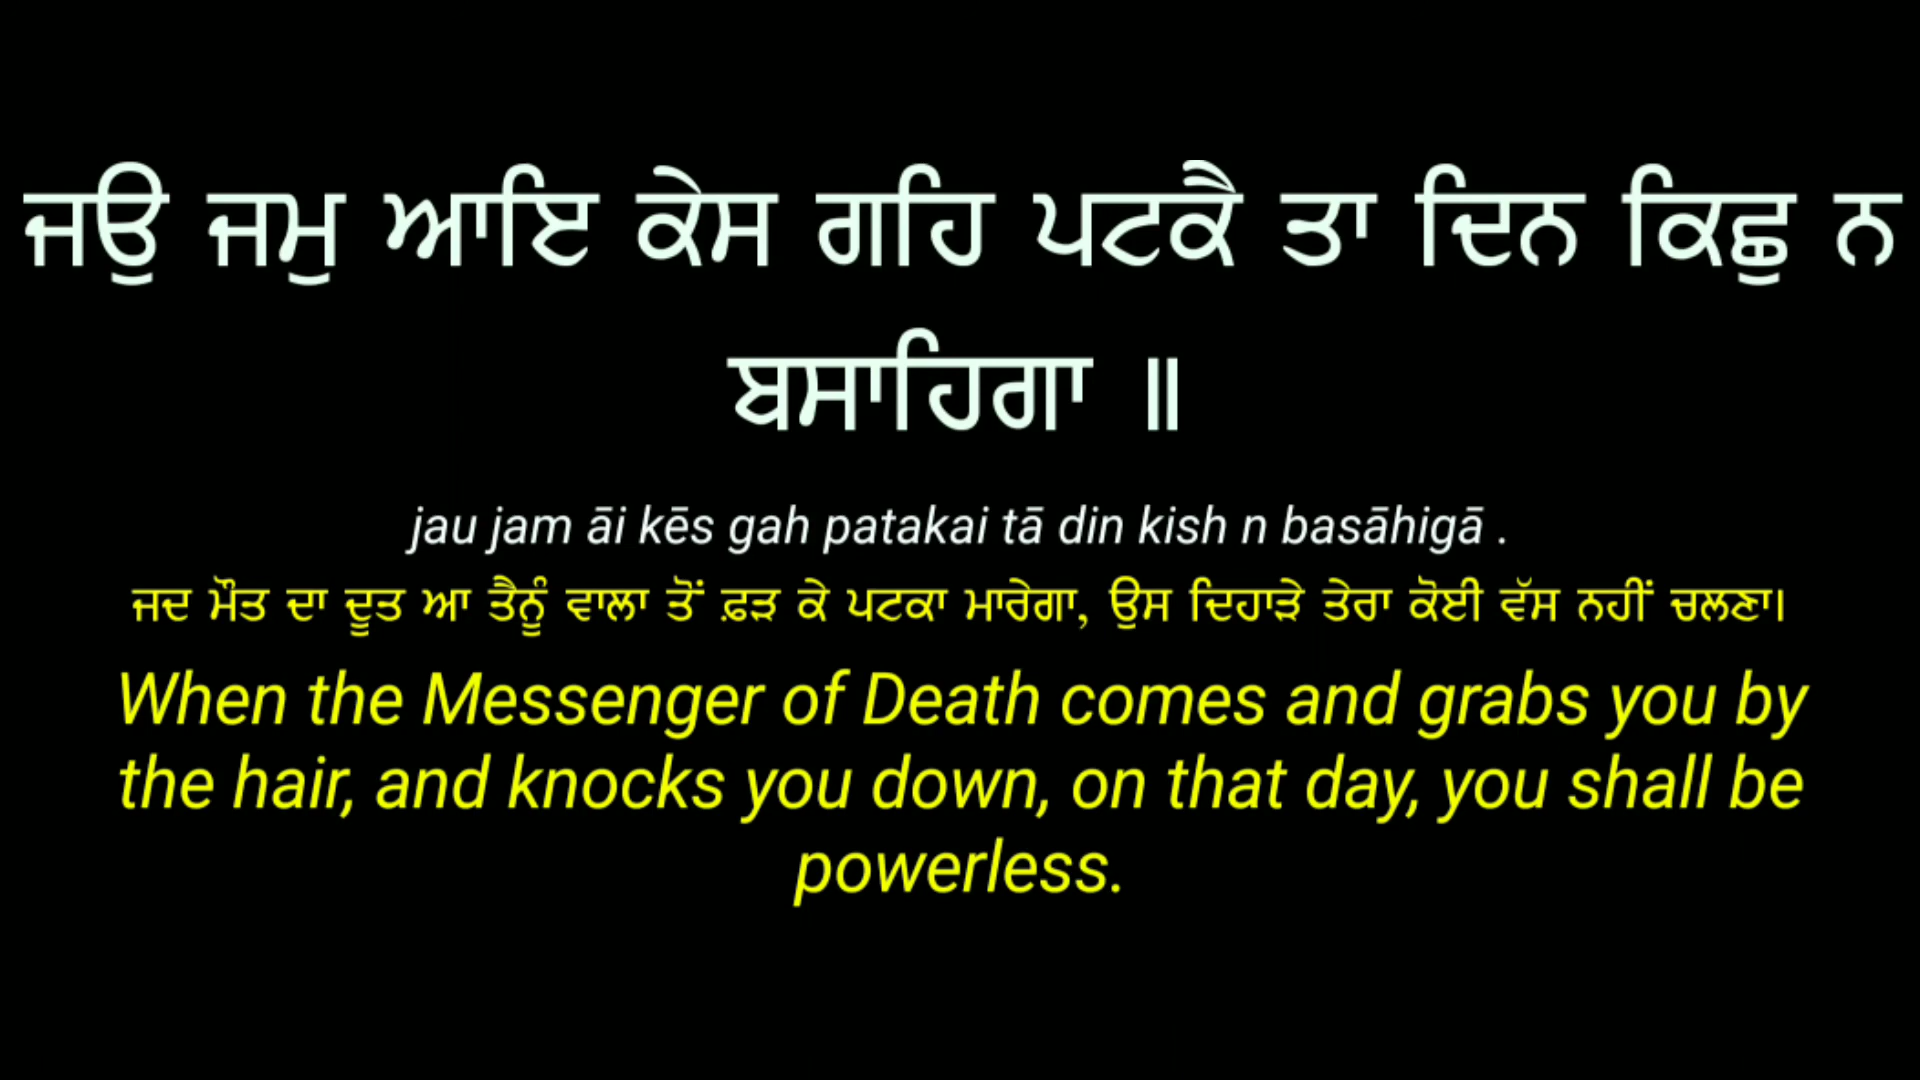 ਜਉ ਜਮੁ ਆਇ ਕੇਸ ਗਹਿ ਪਟਕੈ ਤਾ ਦਿਨ ਕਿਛੁ ਨ
ਬਸਾਹਿਗਾ ॥
jau jam āi kēs gah patakai tā din kish n basāhigā .
ਜਦ ਮੌਤ ਦਾ ਦੂਤ ਆ ਤੈਨੂੰ ਵਾਲਾ ਤੋਂ ਫ਼ੜ ਕੇ ਪਟਕਾ ਮਾਰੇਗਾ, ਉਸ ਦਿਹਾੜੇ ਤੇਰਾ ਕੋਈ ਵੱਸ ਨਹੀਂ ਚਲਣਾ।
When the Messenger of Death comes and grabs you by
the hair, and knocks you down, on that day, you shall be
powerless.